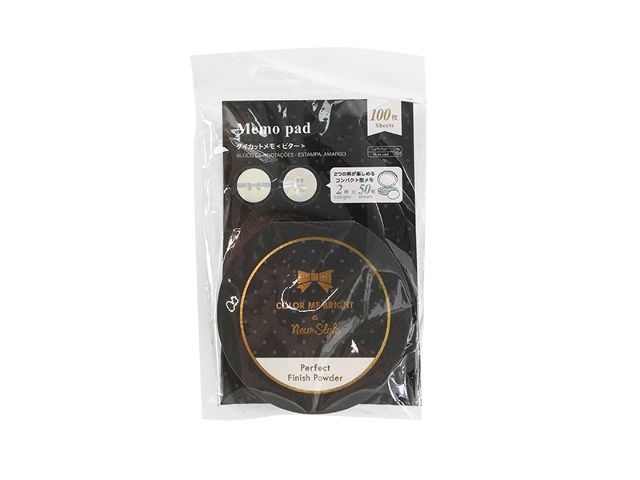 100枚
Sheets
Memo pad
ダイカットメモ<ビター>
BLOCO DE ANOTAÇÕES - ESTAMPA: AMARGO
2つの柄が楽しめる
コンパクト型メモ
2柄×50枚
designs sheets
COLOR ME BRIGHT
a
New Style
Perfect
Finish Powder